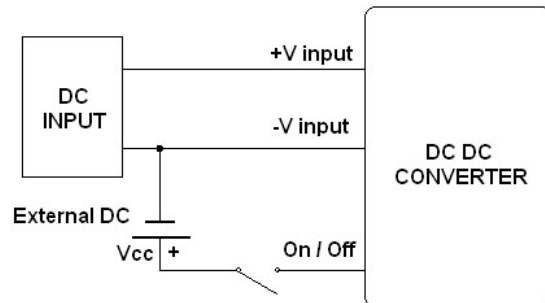 +V input
DC
INPUT
-V input
DC DC
CONVERTER
External DC
Vcc +
On / Off